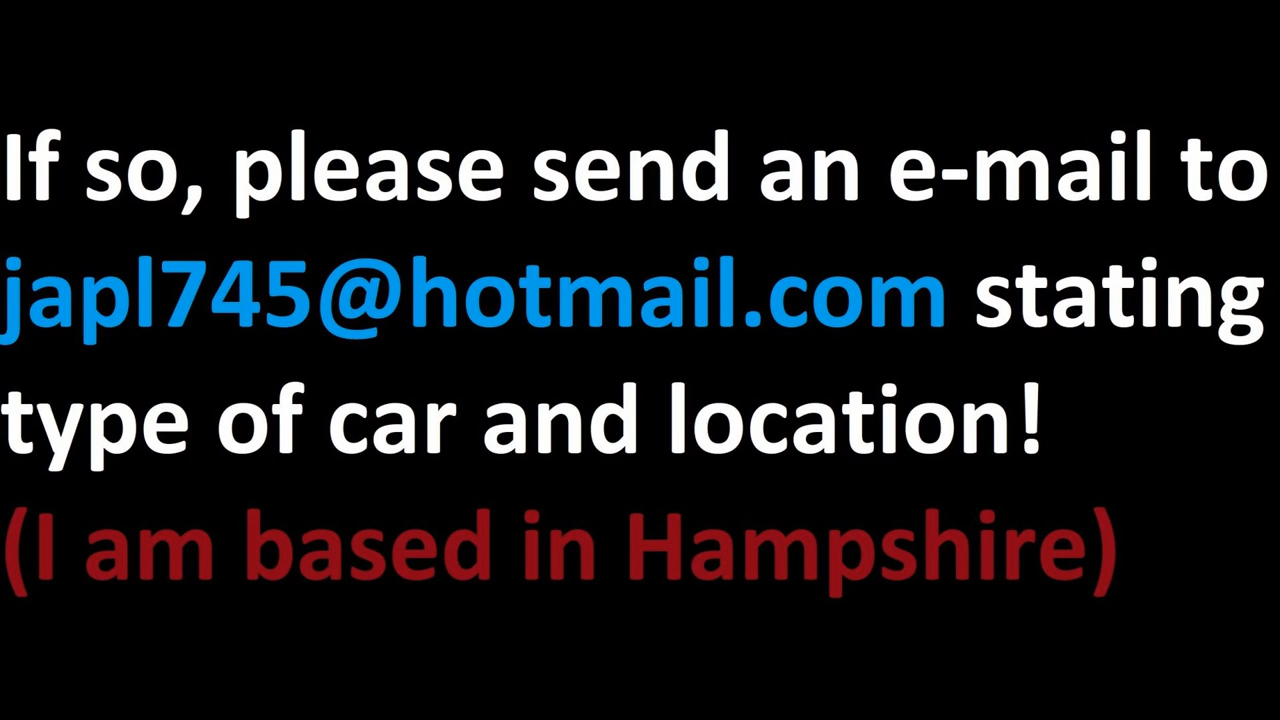 If so, please send an e-mail to
japl745@hotmail.com stating
type of car and location!
(I am based in Hampshire)